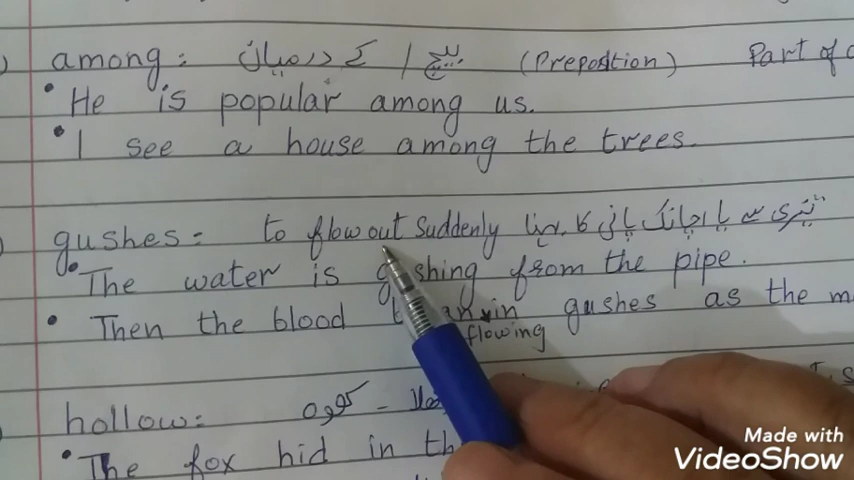 among: کے درمیان / بیچ (Preposition) Part of
• He is popular among us.
• I see a house among the trees.
gushes: to flow out suddenly تیزی سے یا اچانک پانی کا بہنا
• The water is gushing from the pipe.
• Then the blood in gushes as the m
flowing
hollow: کھوہ -
• The fox hid in th
Made with
VideoShow